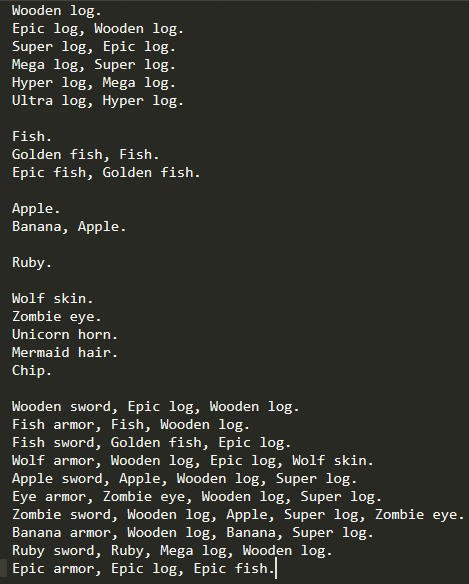 Wooden log.
Epic log, Wooden log.
Super log, Epic log.
Mega log, Super log.
Hyper log, Mega log.
Ultra log, Hyper log.
Fish.
Golden fish, Fish.
Epic fish, Golden fish.
Apple.
Banana, Apple.
Ruby.
Wolf skin.
Zombie eye.
Unicorn horn.
Mermaid hair.
Chip.
Wooden sword, Epic log, Wooden log.
Fish armor, Fish, Wooden log.
Fish sword, Golden fish, Epic log.
Wolf armor, Wooden log, Epic log, Wolf skin.
Apple sword, Apple, Wooden log, Super log.
Eye armor, Zombie eye, Wooden log, Super log.
Zombie sword, Wooden log, Apple, Super log, Zombie eye.
Banana armor, Wooden log, Banana, Super log.
Ruby sword, Ruby, Mega log, Wooden log.
Epic armor, Epic log, Epic fish.